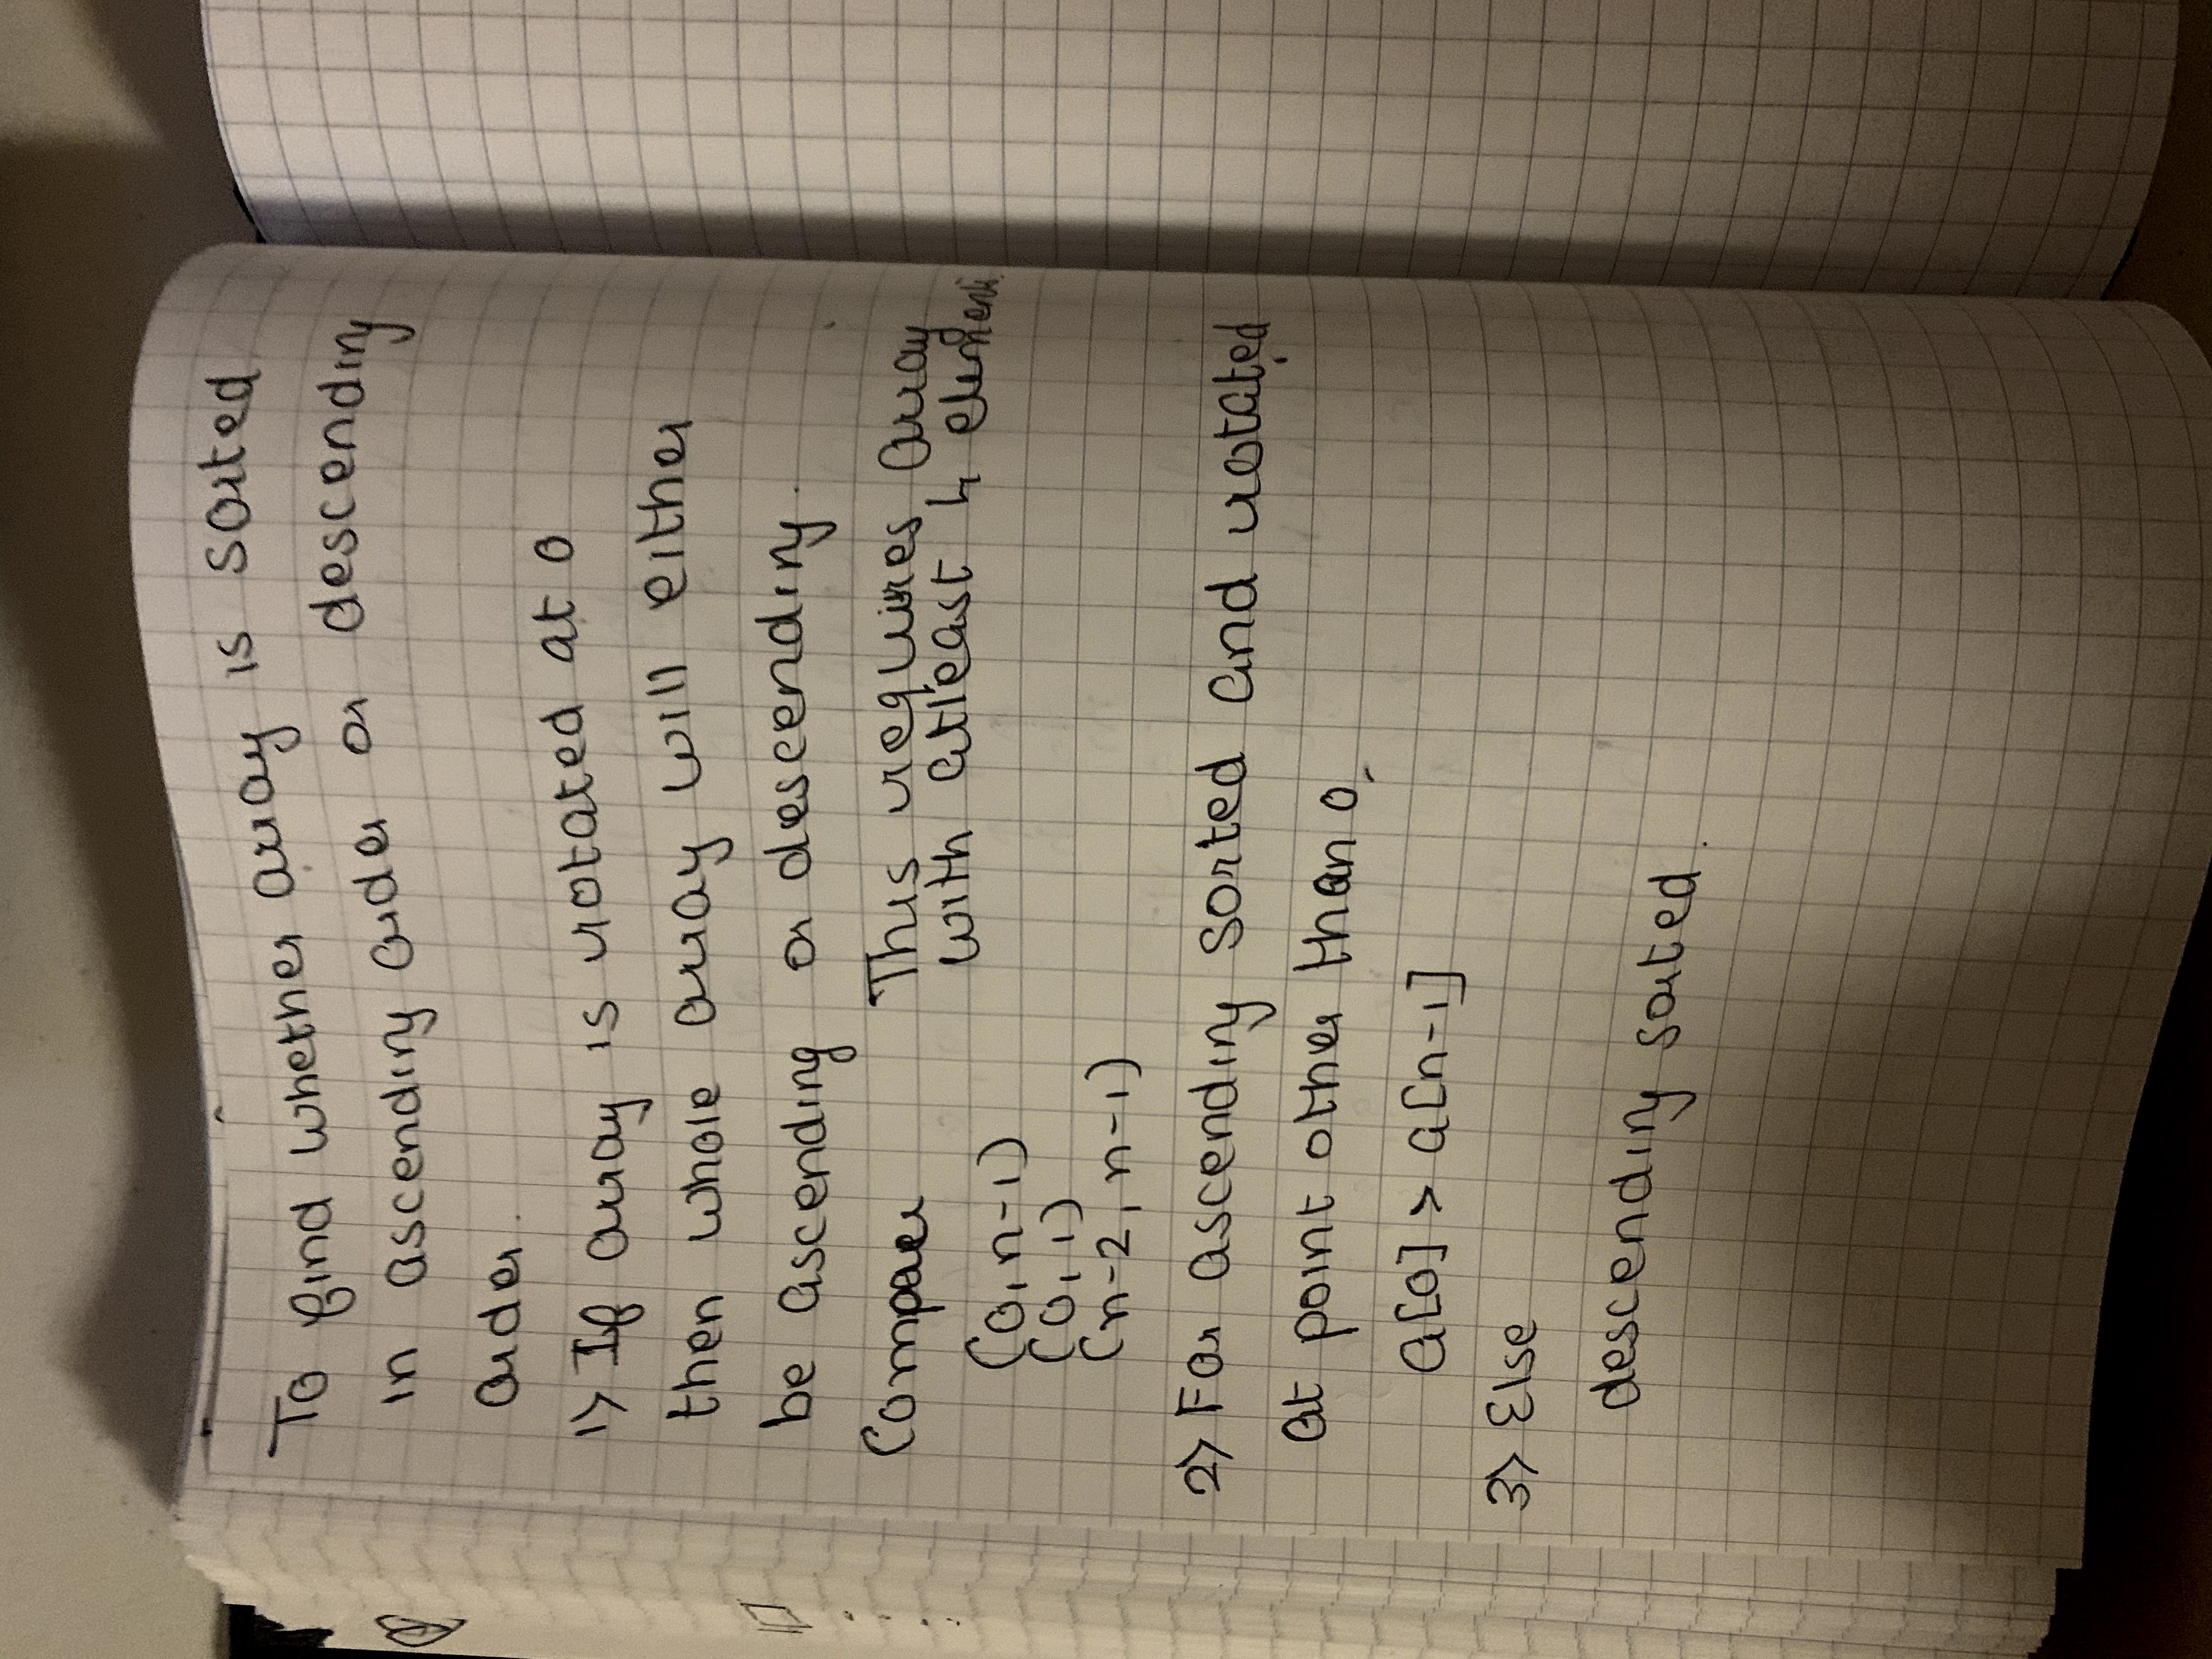 To find whether array is sorted
in ascending order or descending
order.
1) If array is rotated at 0
then whole array will either
be ascending or descending.
Compare
This requires array
with atleast 4 elements.
(0, n-1)
(0, 1)
(n-2, n-1)
2) For ascending sorted and rotated
at point other than 0,
a[0] > a[n-1]
3) Else
descending sorted.